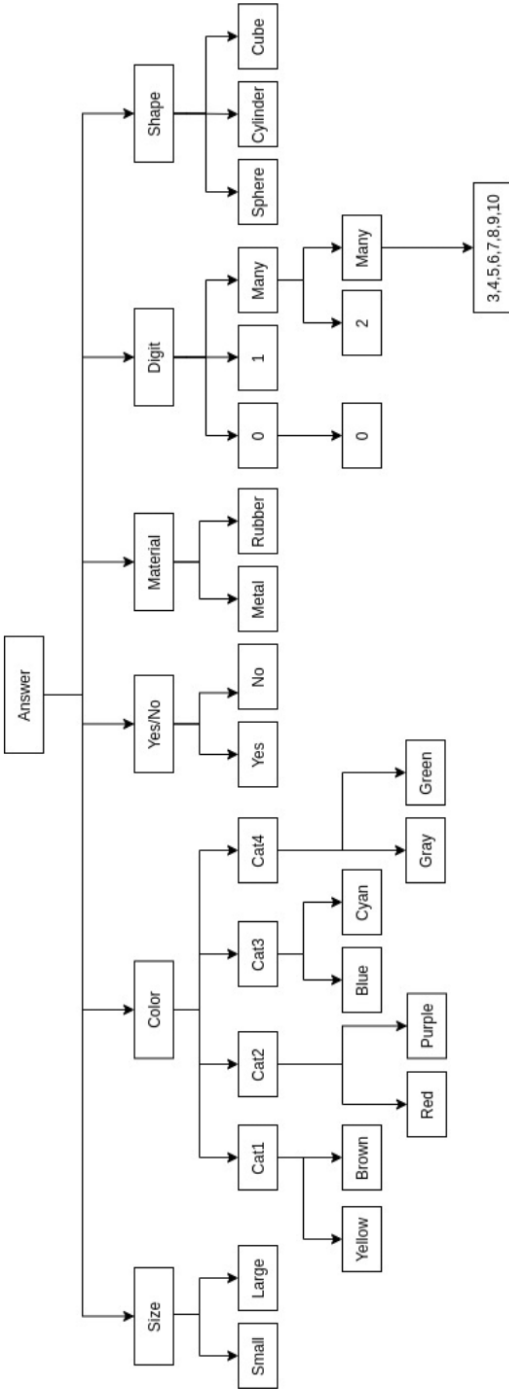 Answer
Size
Color
Yes/No
Material
Digit
Shape
Small
Large
Cat1
Cat2
Cat3
Cat4
Yes
No
Metal
Rubber
0
1
Many
Sphere
Cylinder
Cube
Yellow
Brown
Blue
Cyan
0
2
Many
Red
Purple
Gray
Green
3,4,5,6,7,8,9,10